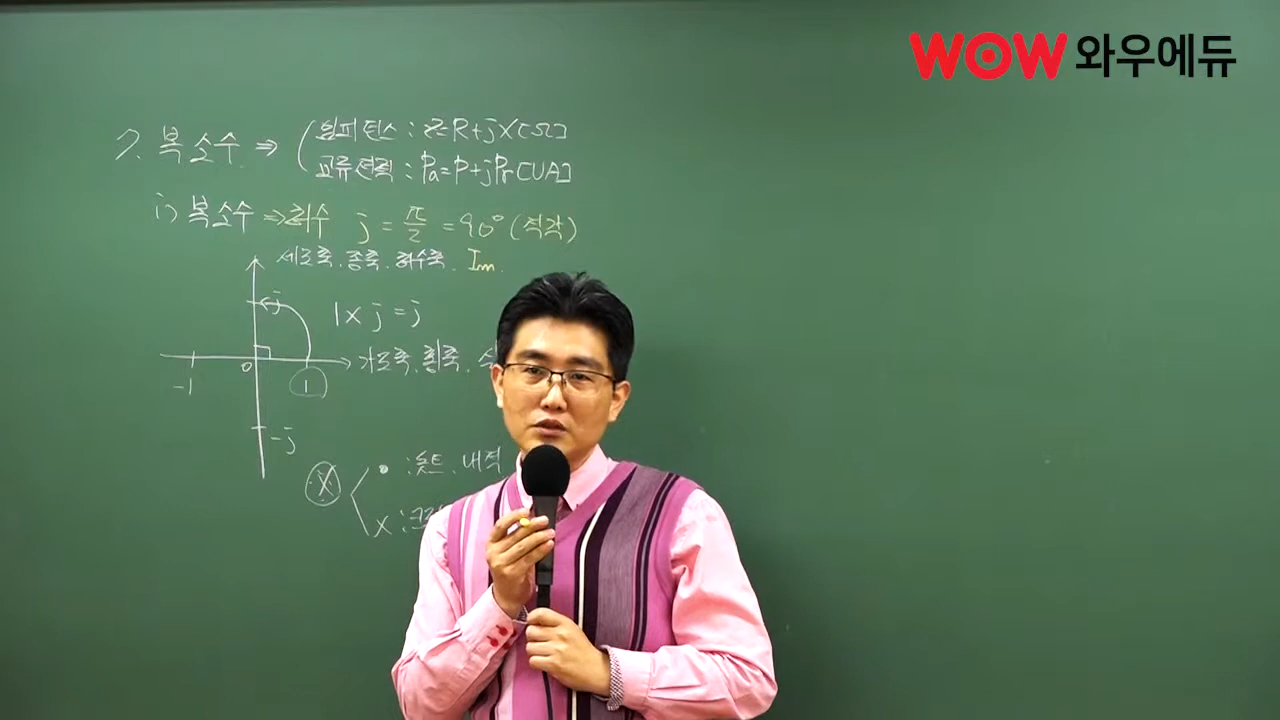 WOW 와우에듀
7. 복소수 ⇒ ( 임피던스 : Z=R+jX[Ω]
교류전력 : Pa=P+jPr[VA]
i) 복소수 ⇒ 허수 j = π/2 = 90° (직각)
세로축. 종축. 허수축. Im.
j
1 × j = j
0 가로축. 횡축.
-1 1
-j
X • : 도트. 내적
x :